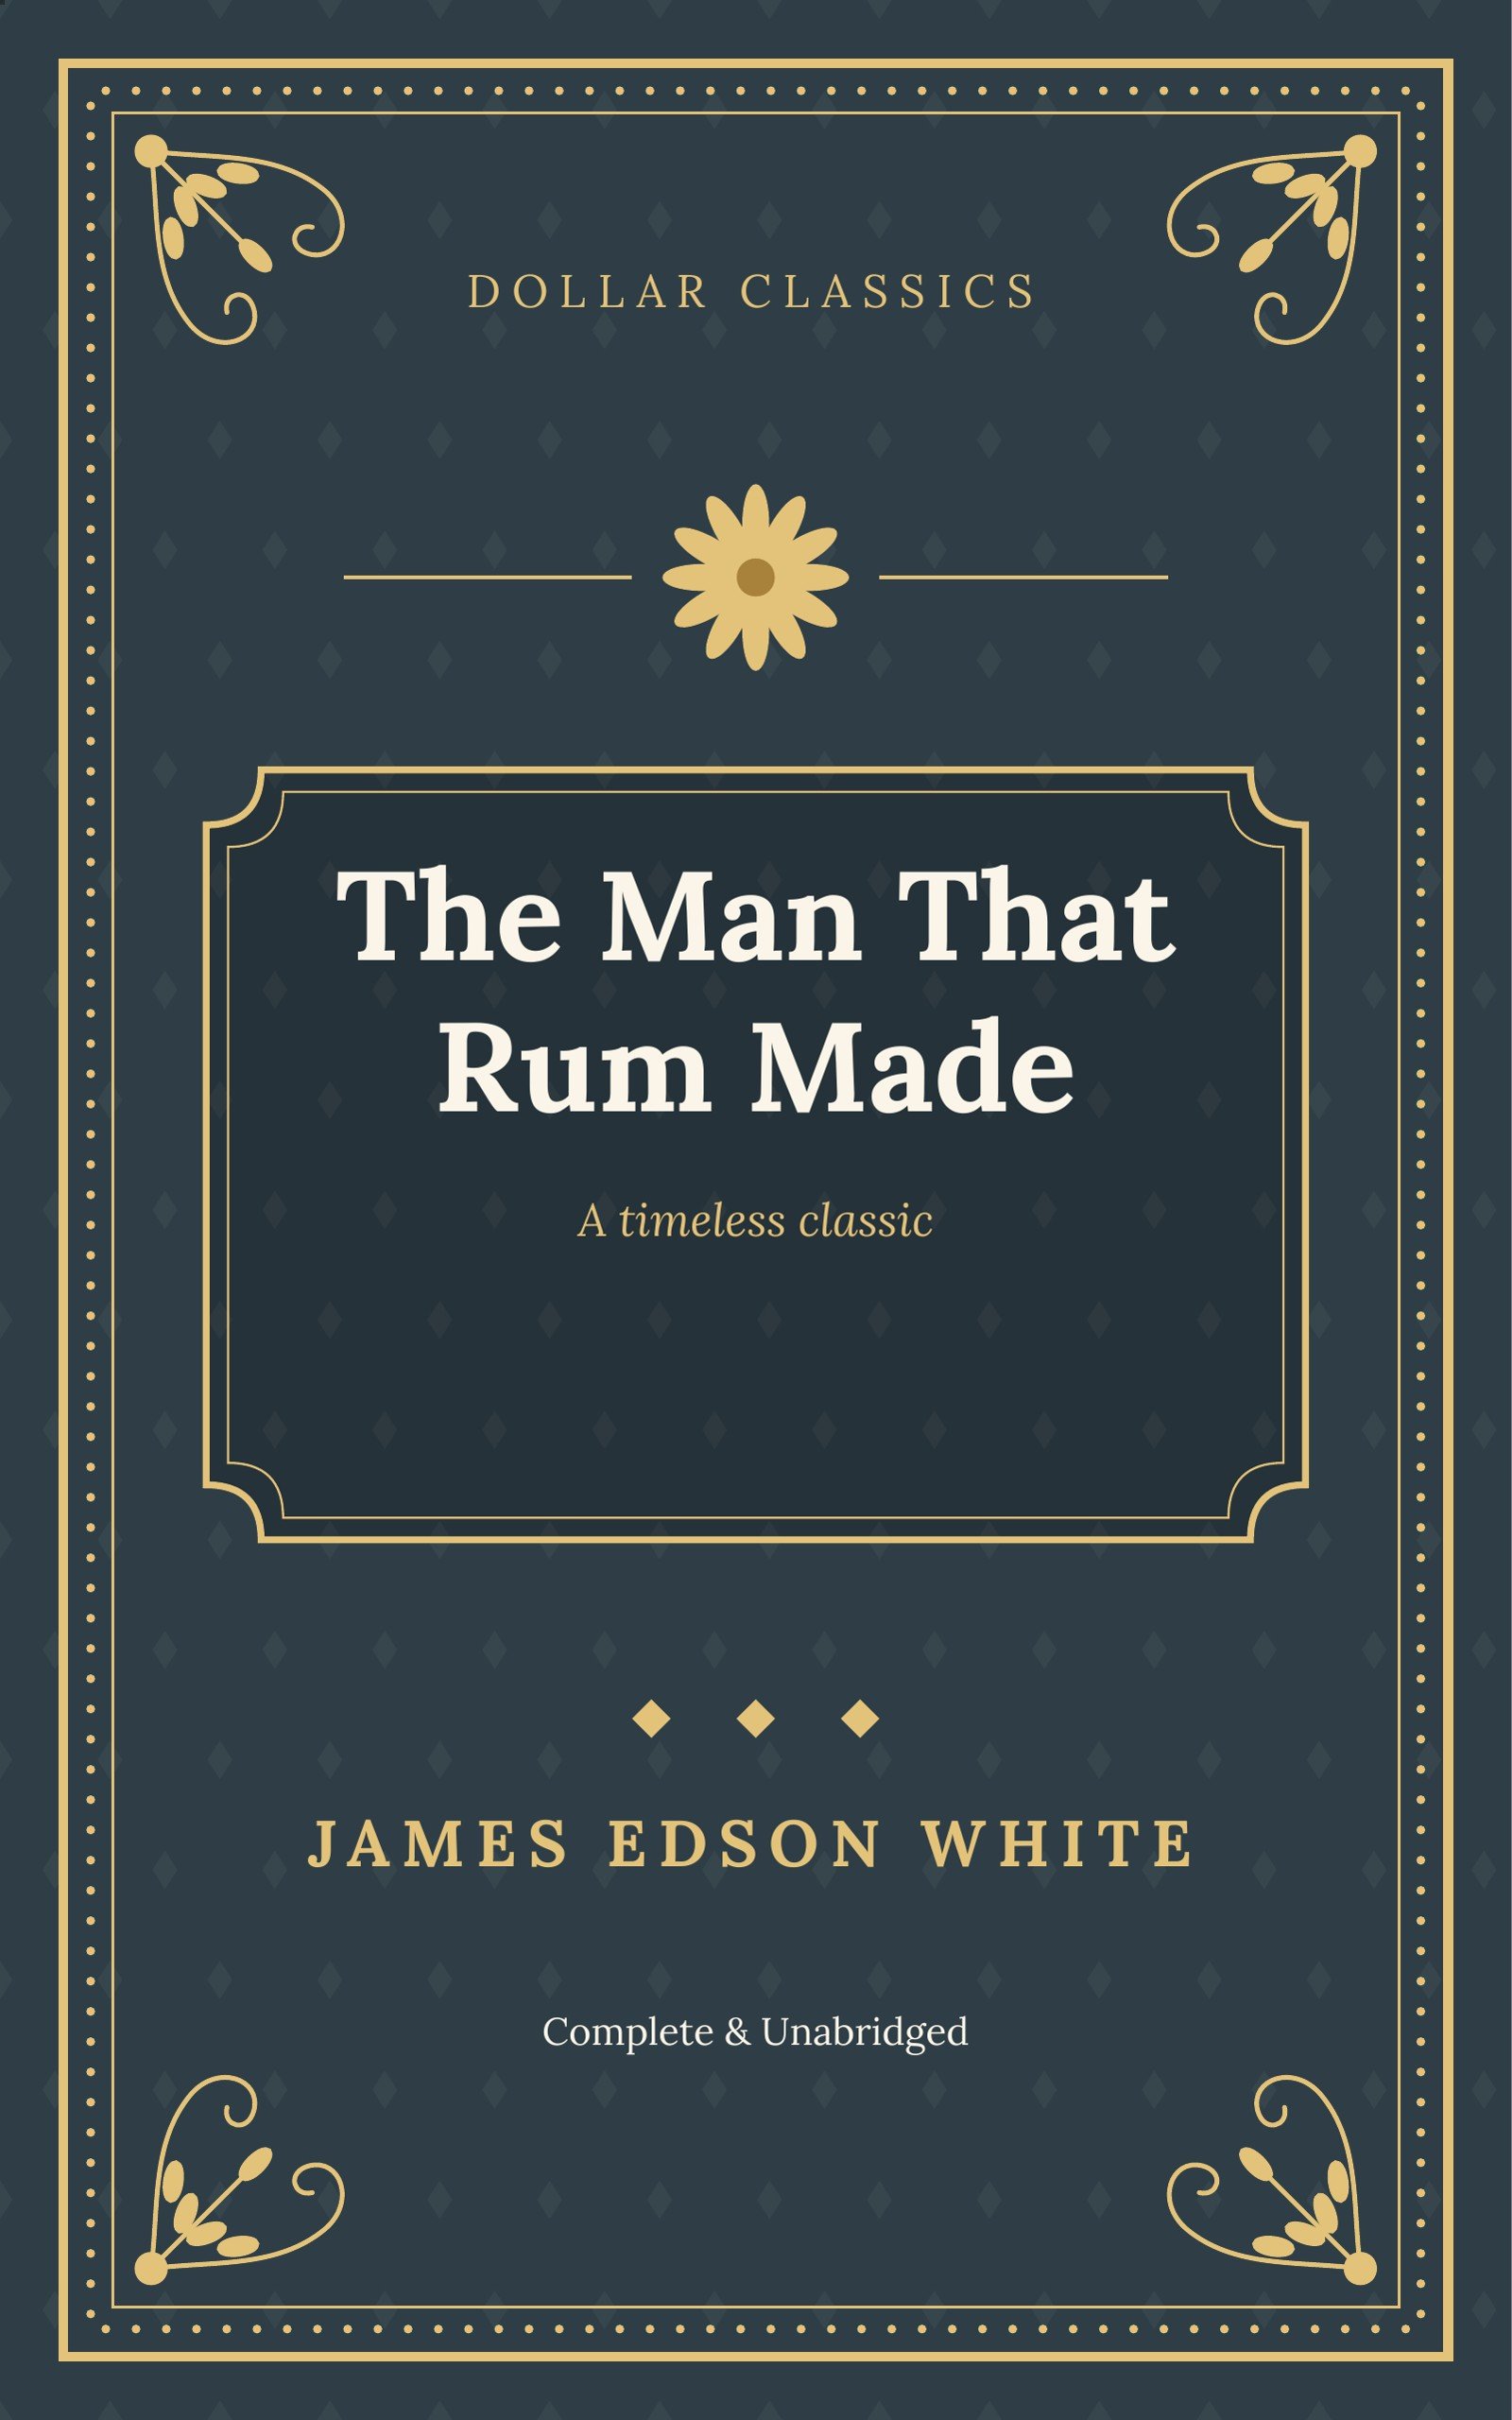 DOLLAR CLASSICS
The Man That
Rum Made
A timeless classic
JAMES EDSON WHITE
Complete & Unabridged